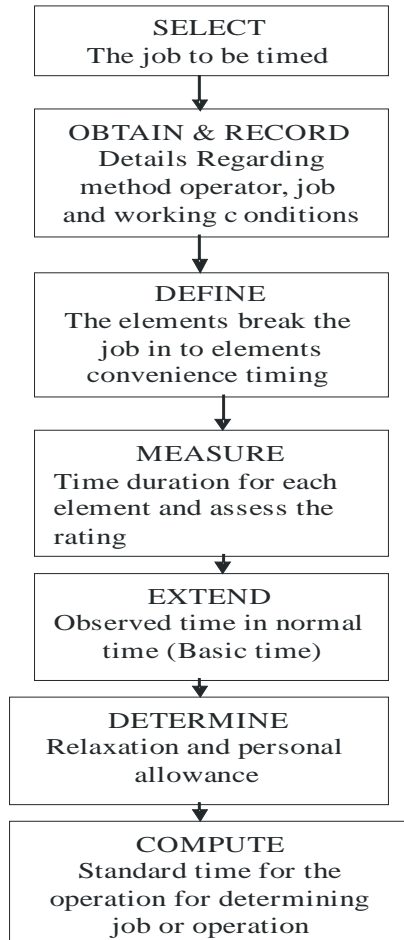 SELECT
The job to be timed
OBTAIN & RECORD
Details Regarding
method operator, job
and working c onditions
DEFINE
The elements break the
job in to elements
convenience timing
MEASURE
Time duration for each
element and assess the
rating
EXTEND
Observed time in normal
time (Basic time)
DETERMINE
Relaxation and personal
allowance
COMPUTE
Standard time for the
operation for determining
job or operation